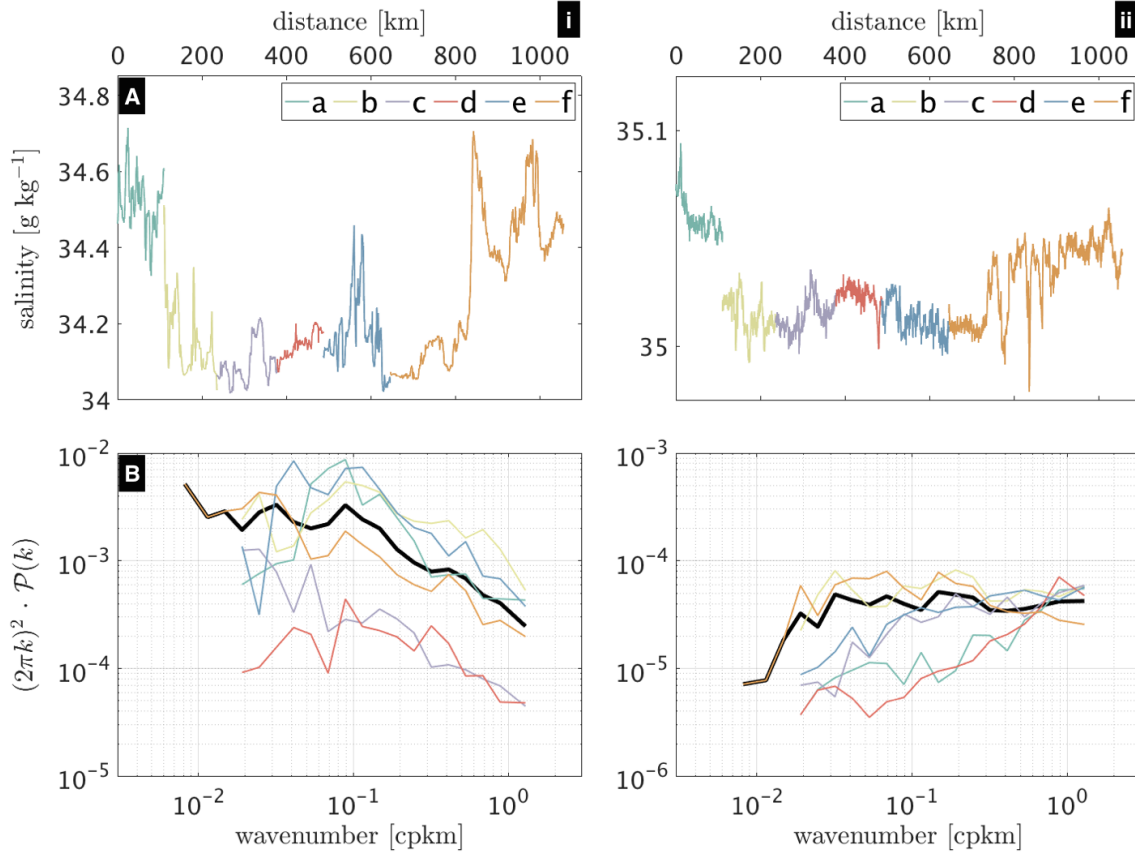 distance [km] i
0 200 400 600 800 1000
34.8
34.6
34.4
34.2
34
salinity [g kg⁻¹]
A
a b c d e f
distance [km] ii
0 200 400 600 800 1000
35.1
35
a b c d e f
B
10⁻²
10⁻³
10⁻⁴
10⁻⁵
(2πk)² · 𝒫(k)
10⁻² 10⁻¹ 10⁰
wavenumber [cpkm]
10⁻³
10⁻⁴
10⁻⁵
10⁻⁶
10⁻² 10⁻¹ 10⁰
wavenumber [cpkm]